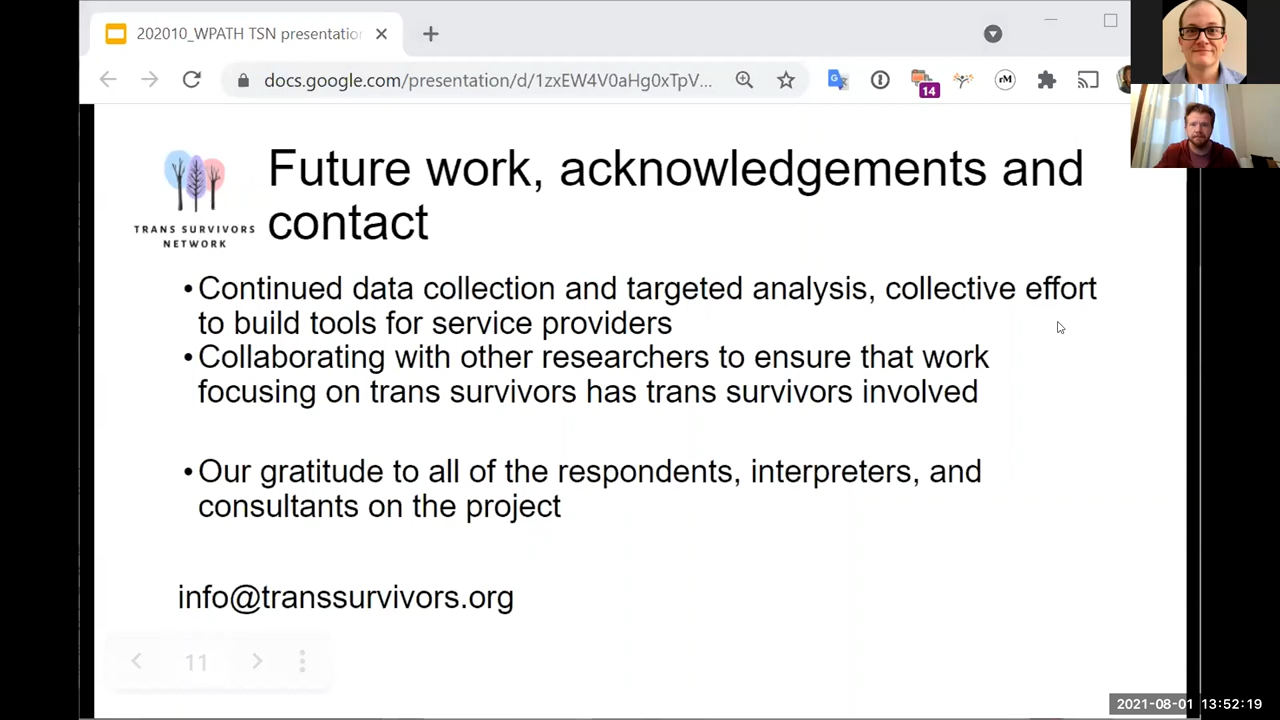 202010_WPATH TSN presentation
docs.google.com/presentation/d/1zxEW4V0aHg0xTpV...
14
rM
Future work, acknowledgements and
contact
TRANS SURVIVORS
NETWORK
•Continued data collection and targeted analysis, collective effort
to build tools for service providers
•Collaborating with other researchers to ensure that work
focusing on trans survivors has trans survivors involved
•Our gratitude to all of the respondents, interpreters, and
consultants on the project
info@transsurvivors.org
11
2021-08-01 13:52:19